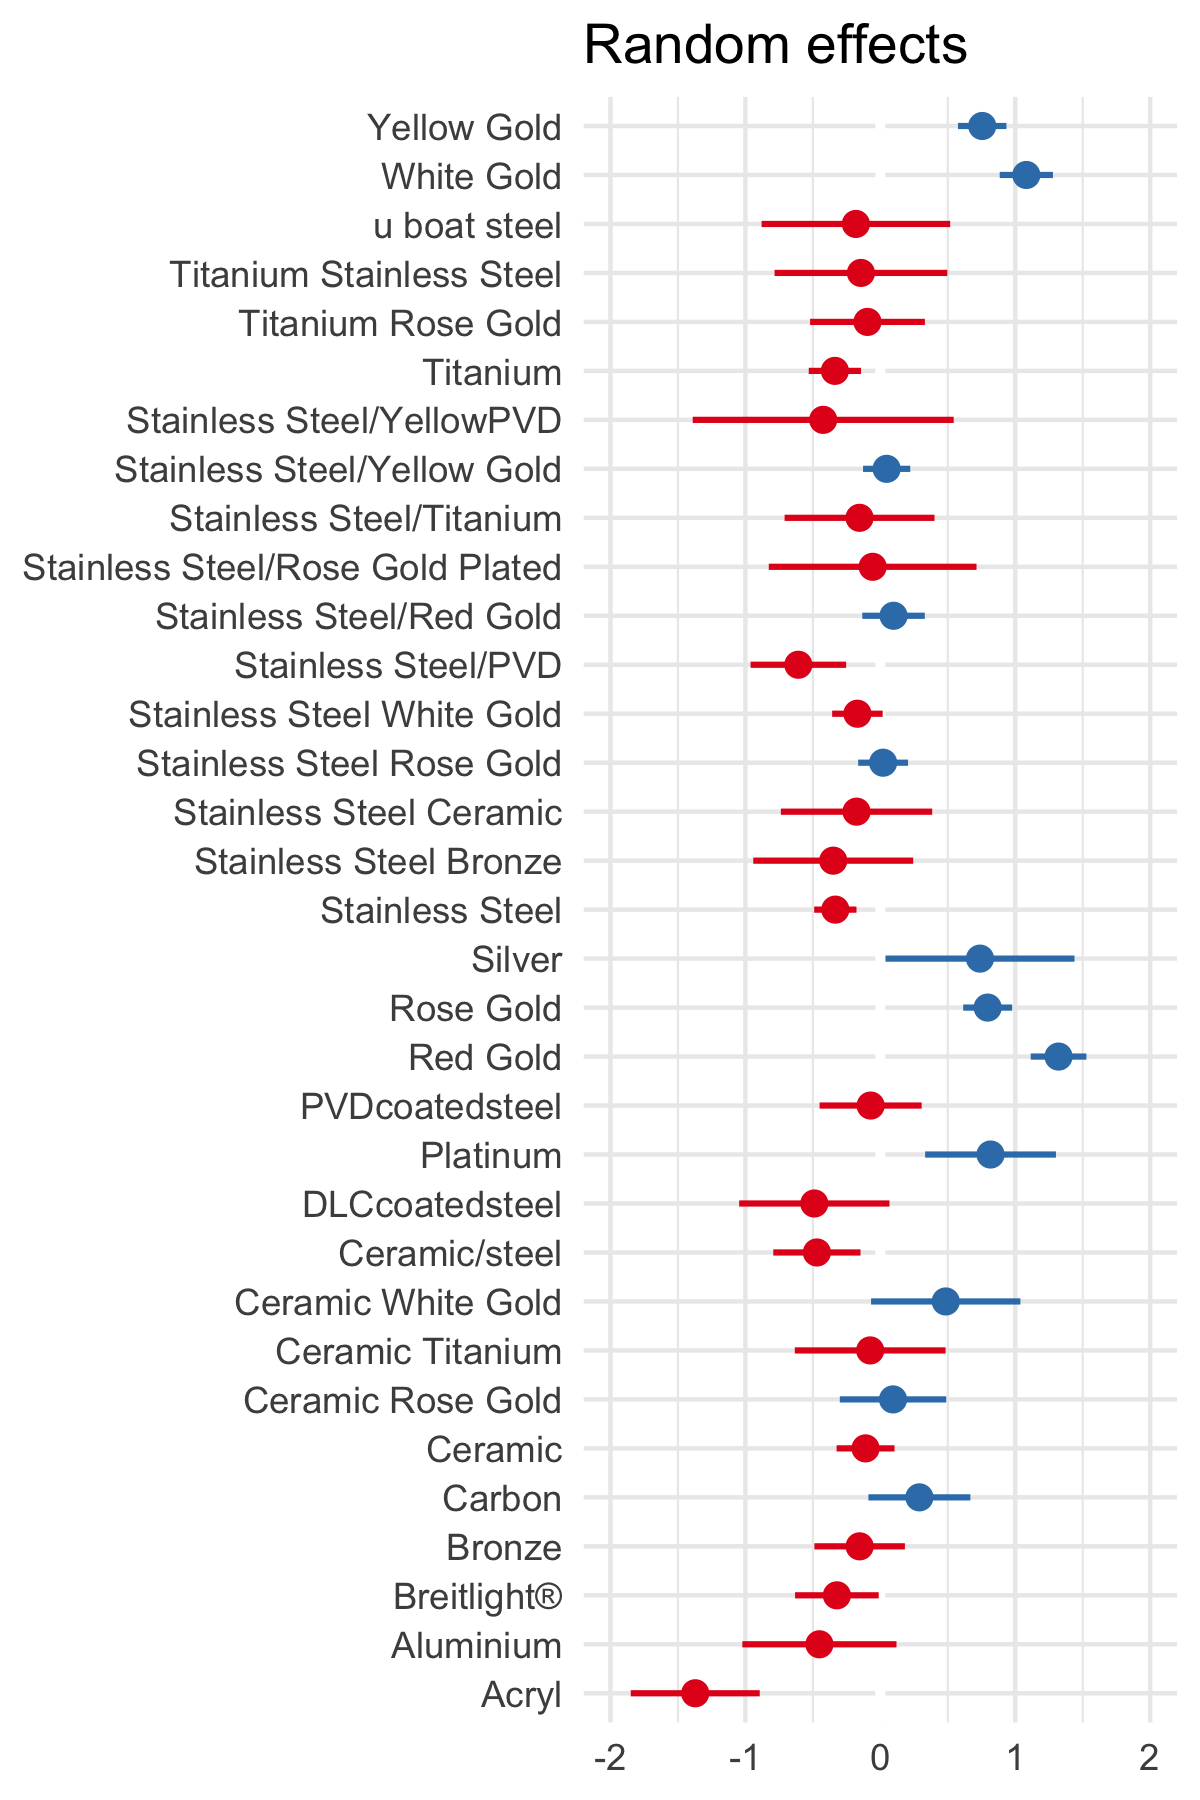 Random effects
Yellow Gold
White Gold
u boat steel
Titanium Stainless Steel
Titanium Rose Gold
Titanium
Stainless Steel/YellowPVD
Stainless Steel/Yellow Gold
Stainless Steel/Titanium
Stainless Steel/Rose Gold Plated
Stainless Steel/Red Gold
Stainless Steel/PVD
Stainless Steel White Gold
Stainless Steel Rose Gold
Stainless Steel Ceramic
Stainless Steel Bronze
Stainless Steel
Silver
Rose Gold
Red Gold
PVDcoatedsteel
Platinum
DLCcoatedsteel
Ceramic/steel
Ceramic White Gold
Ceramic Titanium
Ceramic Rose Gold
Ceramic
Carbon
Bronze
Breitlight®
Aluminium
Acryl
-2 -1 0 1 2